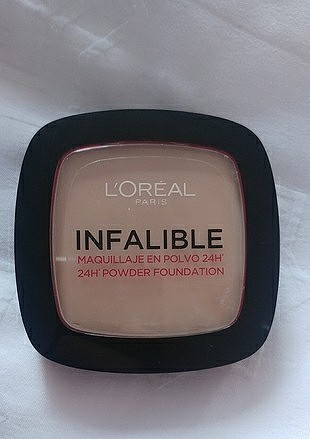 L'ORÉAL
PARIS
INFALIBLE
MAQUILLAJE EN POLVO 24H*
24H* POWDER FOUNDATION